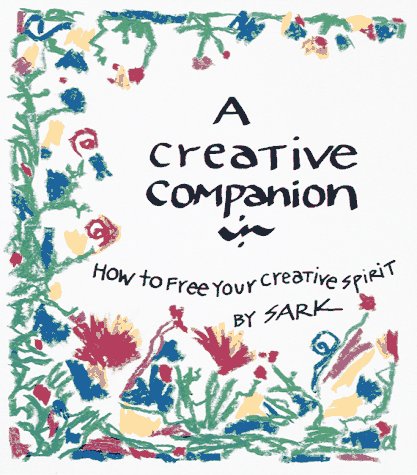 A
Creative
Companion
How to Free Your Creative Spirit
BY SARK